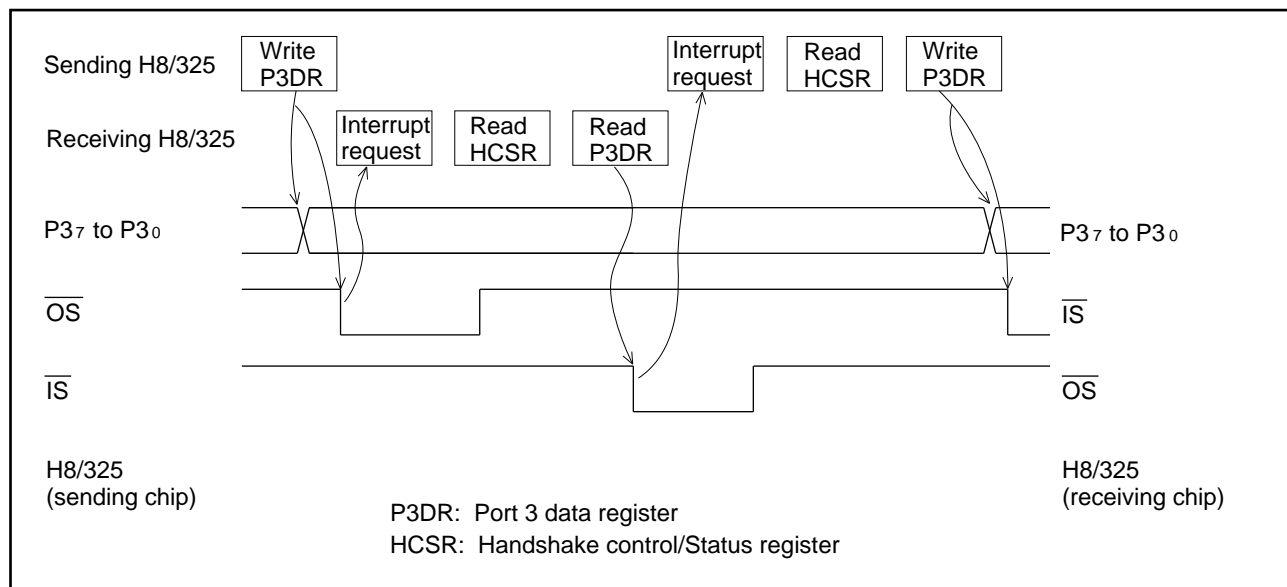 Sending H8/325
Write
P3DR
Interrupt
request
Read
HCSR
Write
P3DR
Receiving H8/325
Interrupt
request
Read
HCSR
Read
P3DR
P37 to P30
P37 to P30
OS
IS
IS
OS
H8/325
(sending chip)
H8/325
(receiving chip)
P3DR: Port 3 data register
HCSR: Handshake control/Status register